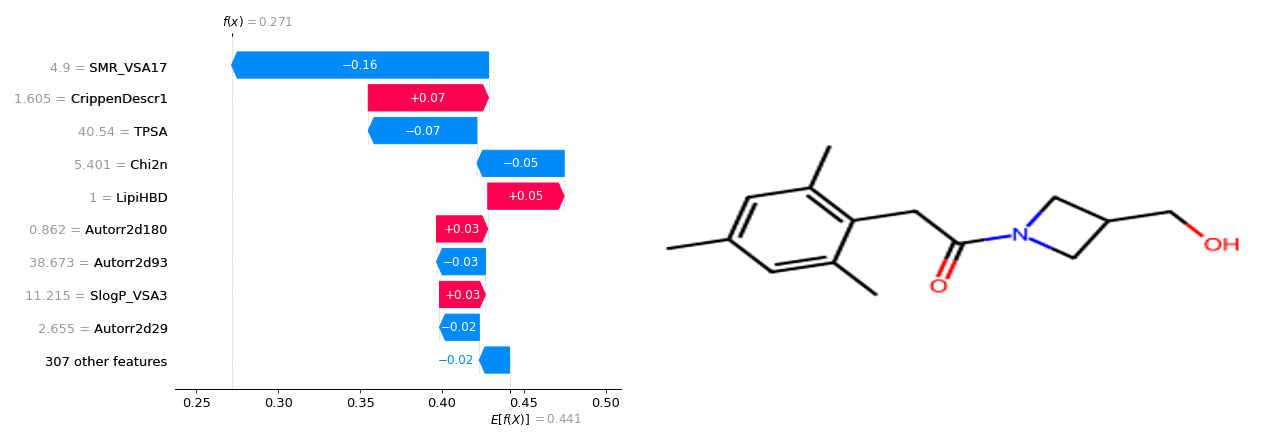 f(x) = 0.271
4.9 = SMR_VSA17
−0.16
1.605 = CrippenDescr1
+0.07
40.54 = TPSA
−0.07
5.401 = Chi2n
−0.05
1 = LipiHBD
+0.05
0.862 = Autorr2d180
+0.03
38.673 = Autorr2d93
−0.03
11.215 = SlogP_VSA3
+0.03
2.655 = Autorr2d29
−0.02
307 other features
−0.02
0.25 0.30 0.35 0.40 0.45 0.50
E[f(X)] = 0.441
N
O
OH